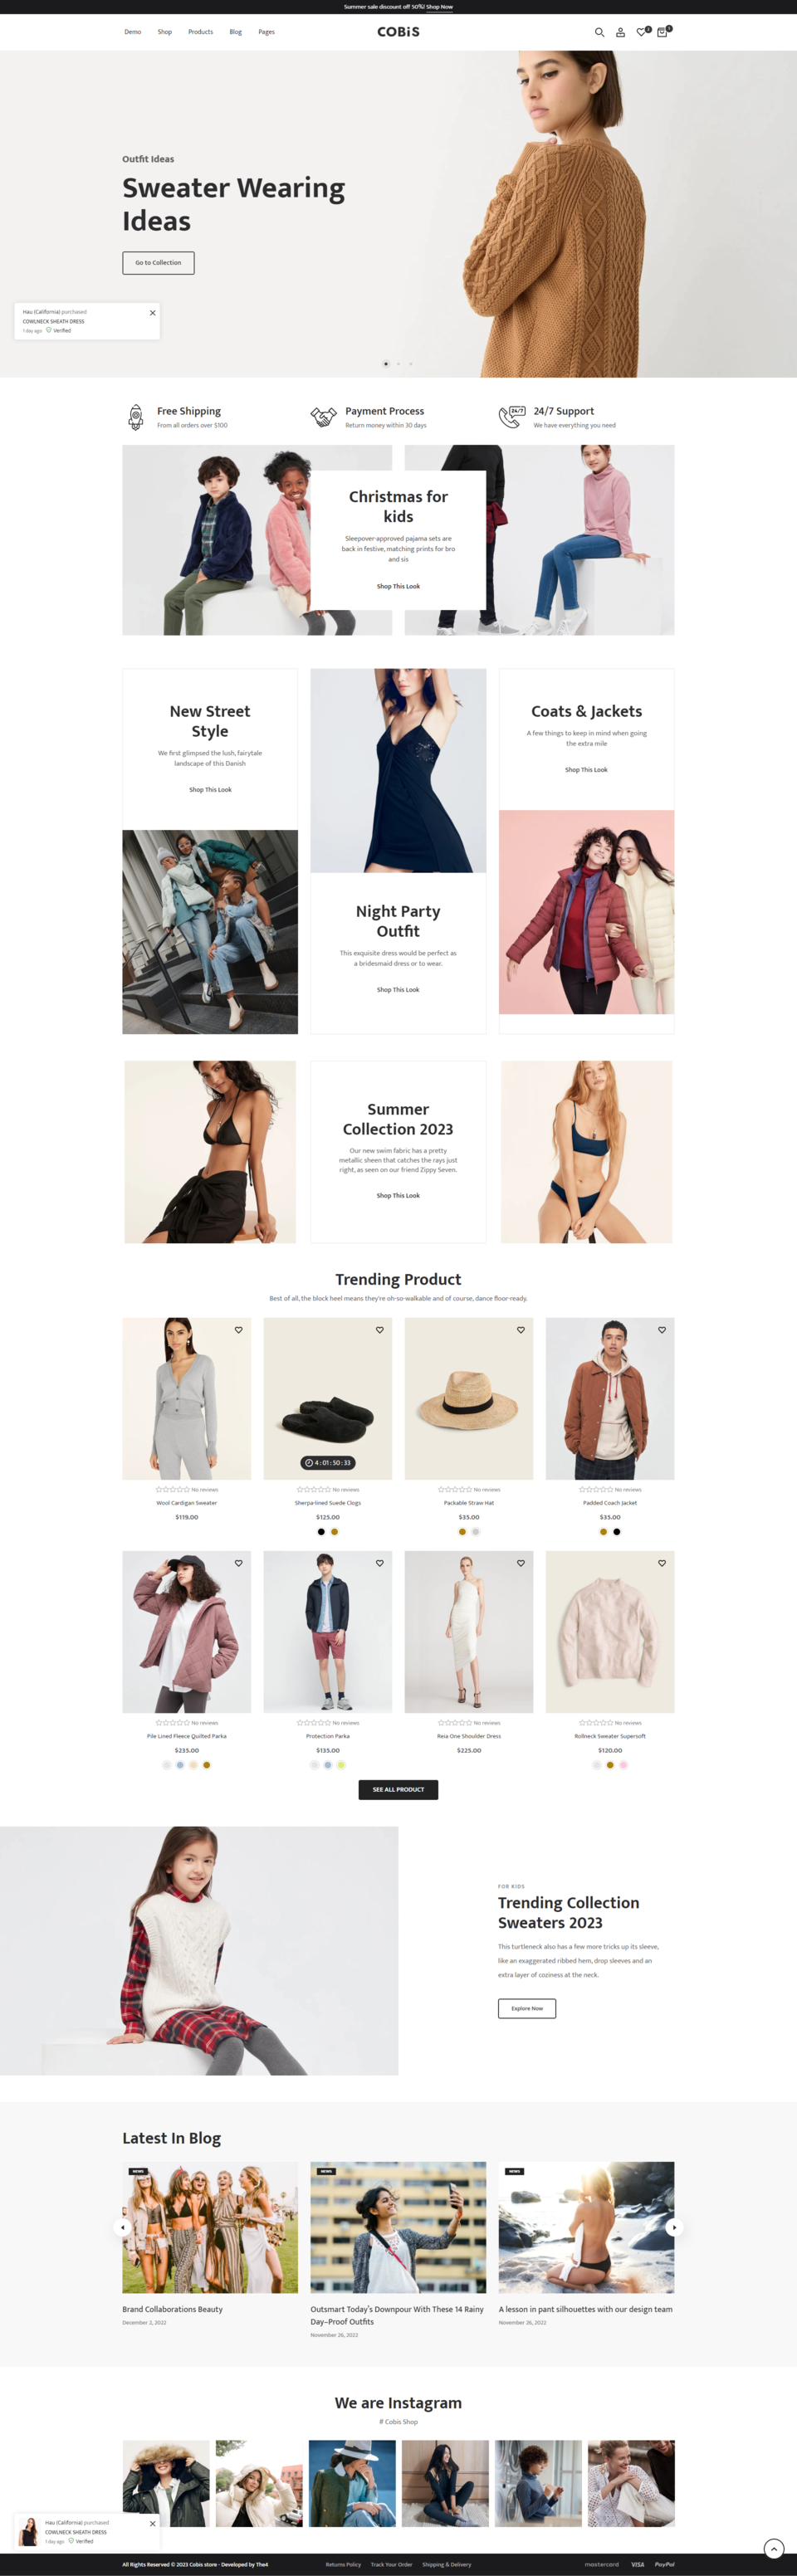 Summer sale discount off 50%! Shop Now
Demo Shop Products Blog Pages
COBiS
1 1
Outfit Ideas
Sweater Wearing
Ideas
Go to Collection
Hau (California) purchased
COWLNECK SHEATH DRESS
1 day ago Verified
Free Shipping
From all orders over $100
Payment Process
Return money within 30 days
24/7
24/7 Support
We have everything you need
Christmas for
kids
Sleepover-approved pajama sets are
back in festive, matching prints for bro
and sis
Shop This Look
New Street
Style
We first glimpsed the lush, fairytale
landscape of this Danish
Shop This Look
Night Party
Outfit
This exquisite dress would be perfect as
a bridesmaid dress or to wear.
Shop This Look
Coats & Jackets
A few things to keep in mind when going
the extra mile
Shop This Look
Summer
Collection 2023
Our new swim fabric has a pretty
metallic sheen that catches the rays just
right, as seen on our friend Zippy Seven.
Shop This Look
Trending Product
Best of all, the block heel means they're oh-so-walkable and of course, dance floor-ready.
No reviews
Wool Cardigan Sweater
$119.00
4 : 01 : 50 : 33
No reviews
Sherpa-lined Suede Clogs
$125.00
No reviews
Packable Straw Hat
$35.00
No reviews
Padded Coach Jacket
$35.00
No reviews
Pile Lined Fleece Quilted Parka
$235.00
No reviews
Protection Parka
$135.00
No reviews
Reia One Shoulder Dress
$225.00
No reviews
Rollneck Sweater Supersoft
$120.00
SEE ALL PRODUCT
FOR KIDS
Trending Collection
Sweaters 2023
This turtleneck also has a few more tricks up its sleeve,
like an exaggerated ribbed hem, drop sleeves and an
extra layer of coziness at the neck.
Explore Now
Latest In Blog
NEWS
Brand Collaborations Beauty
December 2, 2022
NEWS
Outsmart Today's Downpour With These 14 Rainy
Day–Proof Outfits
November 26, 2022
NEWS
A lesson in pant silhouettes with our design team
November 26, 2022
We are Instagram
# Cobis Shop
Hau (California) purchased
COWLNECK SHEATH DRESS
1 day ago Verified
All Rights Reserved © 2023 Cobis store - Developed by The4
Returns Policy Track Your Order Shipping & Delivery
mastercard VISA PayPal